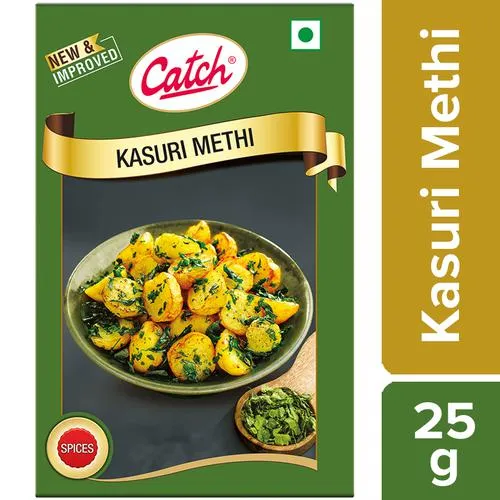 NEW &
IMPROVED
Catch®
KASURI METHI
SPICES
Kasuri Methi
25
g